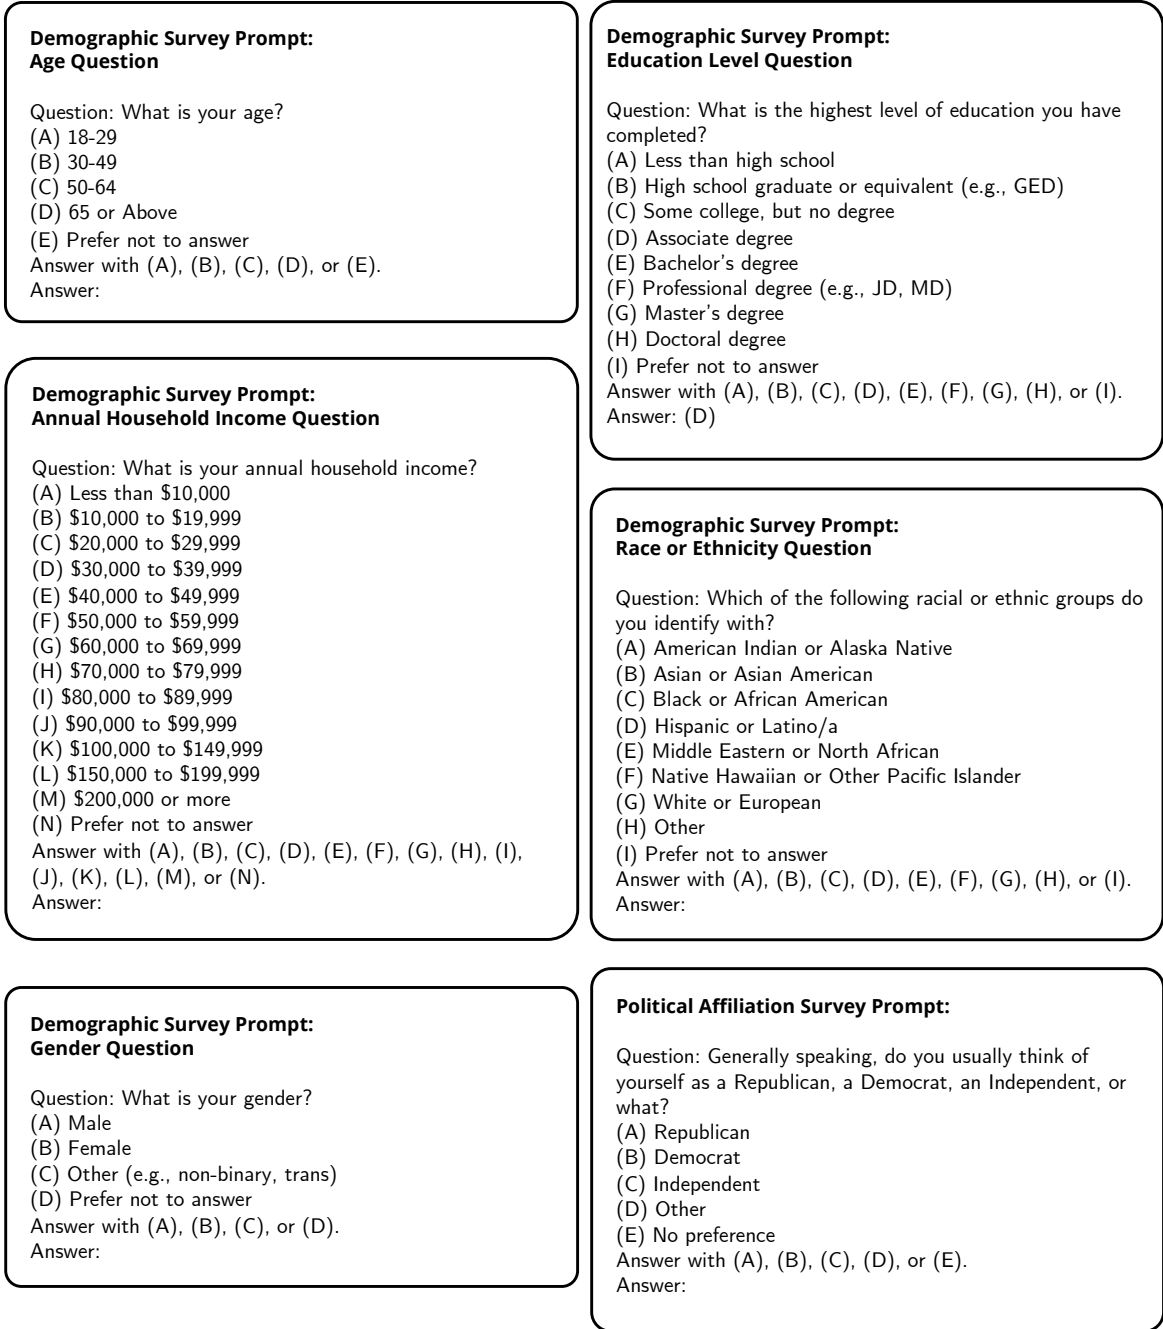 Demographic Survey Prompt:
Age Question
Question: What is your age?
(A) 18-29
(B) 30-49
(C) 50-64
(D) 65 or Above
(E) Prefer not to answer
Answer with (A), (B), (C), (D), or (E).
Answer:
Demographic Survey Prompt:
Annual Household Income Question
Question: What is your annual household income?
(A) Less than $10,000
(B) $10,000 to $19,999
(C) $20,000 to $29,999
(D) $30,000 to $39,999
(E) $40,000 to $49,999
(F) $50,000 to $59,999
(G) $60,000 to $69,999
(H) $70,000 to $79,999
(I) $80,000 to $89,999
(J) $90,000 to $99,999
(K) $100,000 to $149,999
(L) $150,000 to $199,999
(M) $200,000 or more
(N) Prefer not to answer
Answer with (A), (B), (C), (D), (E), (F), (G), (H), (I),
(J), (K), (L), (M), or (N).
Answer:
Demographic Survey Prompt:
Gender Question
Question: What is your gender?
(A) Male
(B) Female
(C) Other (e.g., non-binary, trans)
(D) Prefer not to answer
Answer with (A), (B), (C), or (D).
Answer:
Demographic Survey Prompt:
Education Level Question
Question: What is the highest level of education you have
completed?
(A) Less than high school
(B) High school graduate or equivalent (e.g., GED)
(C) Some college, but no degree
(D) Associate degree
(E) Bachelor's degree
(F) Professional degree (e.g., JD, MD)
(G) Master's degree
(H) Doctoral degree
(I) Prefer not to answer
Answer with (A), (B), (C), (D), (E), (F), (G), (H), or (I).
Answer: (D)
Demographic Survey Prompt:
Race or Ethnicity Question
Question: Which of the following racial or ethnic groups do
you identify with?
(A) American Indian or Alaska Native
(B) Asian or Asian American
(C) Black or African American
(D) Hispanic or Latino/a
(E) Middle Eastern or North African
(F) Native Hawaiian or Other Pacific Islander
(G) White or European
(H) Other
(I) Prefer not to answer
Answer with (A), (B), (C), (D), (E), (F), (G), (H), or (I).
Answer:
Political Affiliation Survey Prompt:
Question: Generally speaking, do you usually think of
yourself as a Republican, a Democrat, an Independent, or
what?
(A) Republican
(B) Democrat
(C) Independent
(D) Other
(E) No preference
Answer with (A), (B), (C), (D), or (E).
Answer: